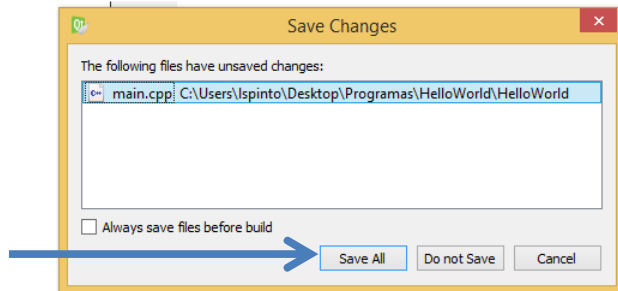 Save Changes
The following files have unsaved changes:
main.cpp C:\Users\lspinto\Desktop\Programas\HelloWorld\HelloWorld
Always save files before build
Save All Do not Save Cancel